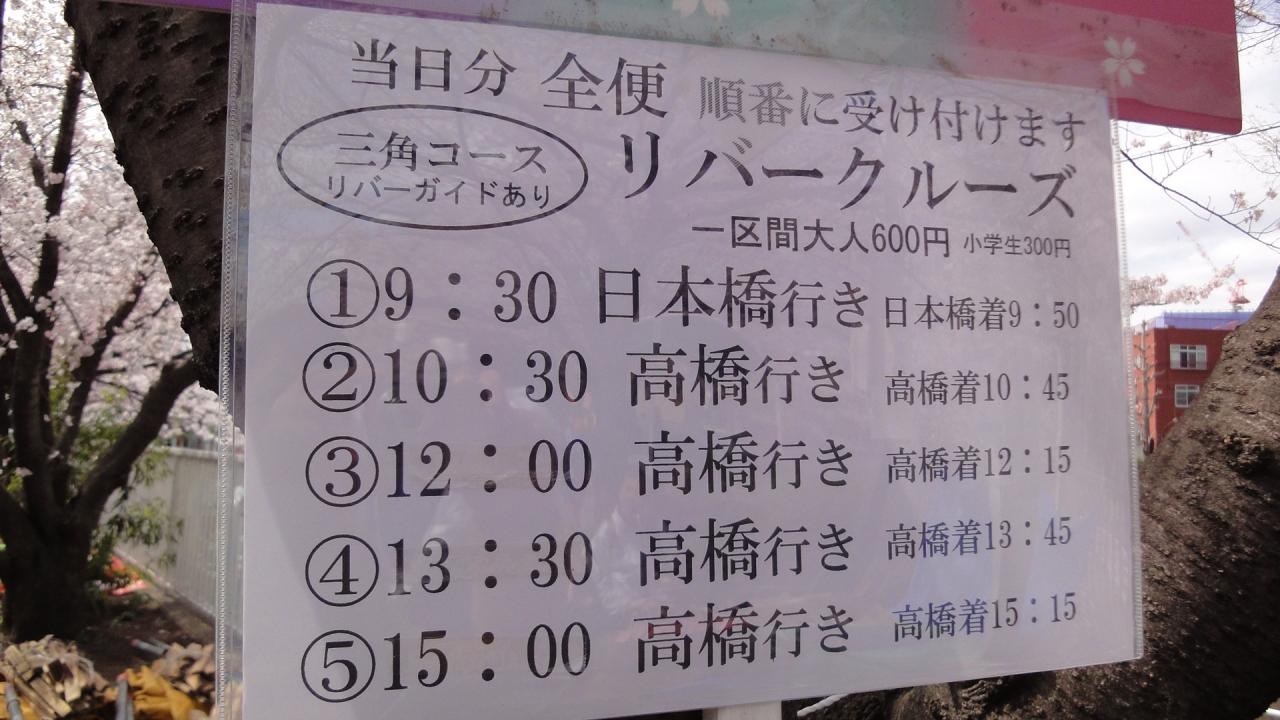 当日分 全便 順番に受け付けます
三角コース
リバーガイドあり
リバークルーズ
一区間大人600円 小学生300円
①9：30 日本橋行き 日本橋着9：50
②10：30 高橋行き 高橋着10：45
③12：00 高橋行き 高橋着12：15
④13：30 高橋行き 高橋着13：45
⑤15：00 高橋行き 高橋着15：15